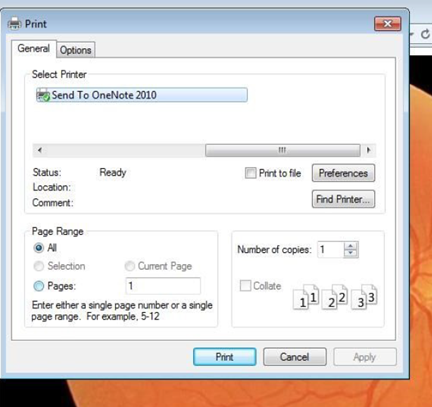 Print
General Options
Select Printer
Send To OneNote 2010
Status: Ready
Print to file
Preferences
Location:
Comment:
Find Printer...
Page Range
All
Selection
Current Page
Pages: 1
Enter either a single page number or a single
page range. For example, 5-12
Number of copies: 1
Collate
1 1 2 2 3 3
Print Cancel Apply